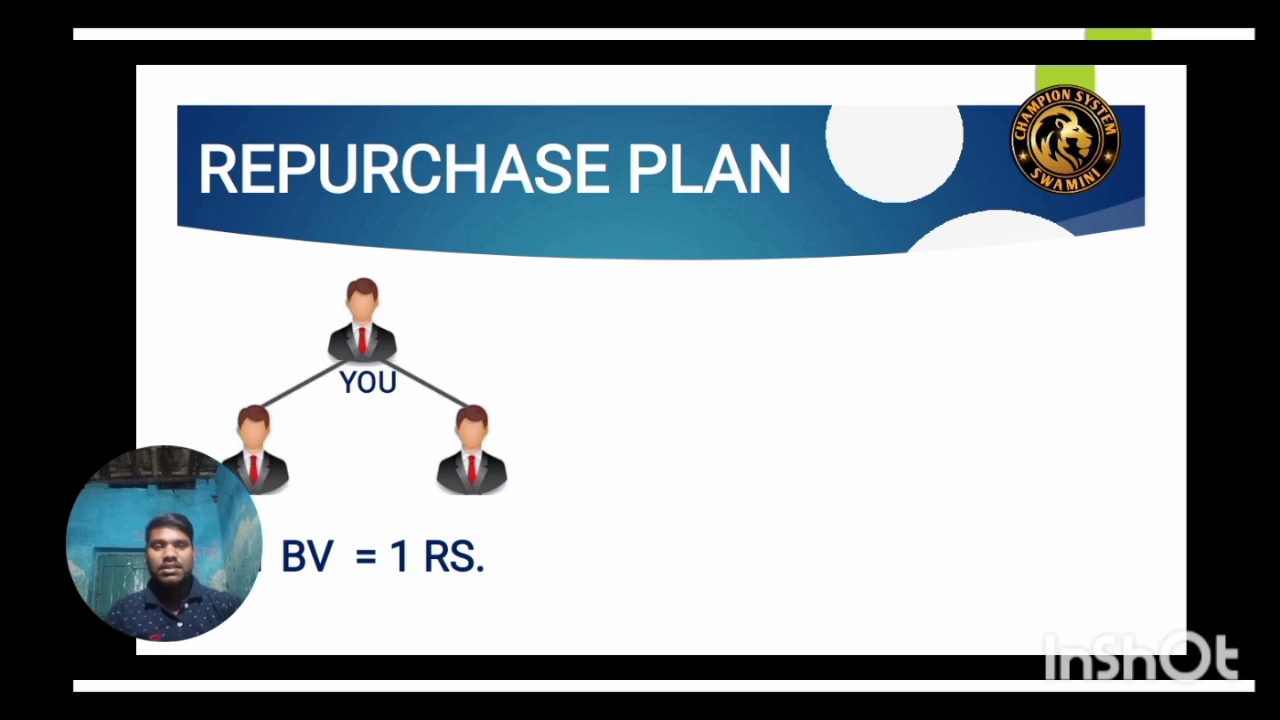 REPURCHASE PLAN
CHAMPION SYSTEM
SWAMINI
YOU
BV = 1 RS.
InShOt